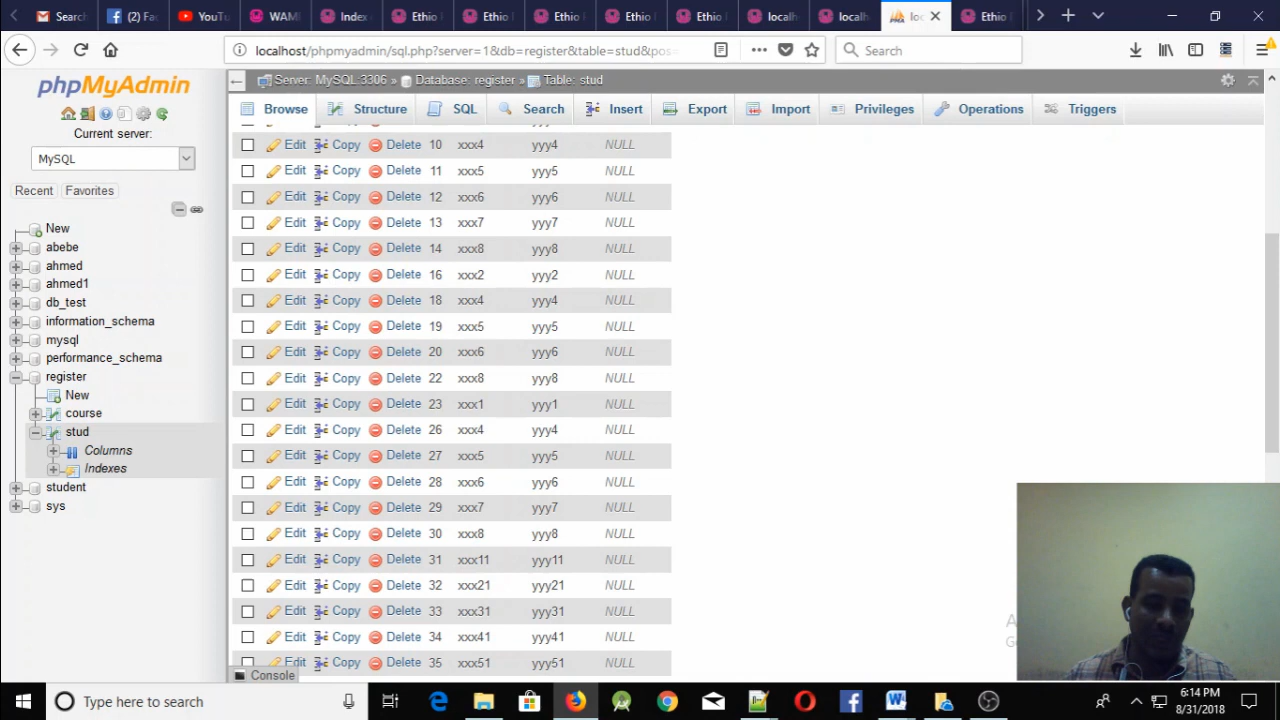 Search
(2) Fa
YouTu
WAM
Index
Ethio
Ethio
Ethio
Ethio
Ethio
localh
localh
loc
Ethio
localhost/phpmyadmin/sql.php?server=1&db=register&table=stud&pos=
Search
phpMyAdmin
Current server:
MySQL
Recent Favorites
New
abebe
ahmed
ahmed1
db_test
information_schema
mysql
performance_schema
register
New
course
stud
Columns
Indexes
student
sys
Server: MySQL:3306 » Database: register » Table: stud
Browse Structure SQL Search Insert Export Import Privileges Operations Triggers
Edit Copy Delete 10 xxx4 yyy4 NULL
Edit Copy Delete 11 xxx5 yyy5 NULL
Edit Copy Delete 12 xxx6 yyy6 NULL
Edit Copy Delete 13 xxx7 yyy7 NULL
Edit Copy Delete 14 xxx8 yyy8 NULL
Edit Copy Delete 16 xxx2 yyy2 NULL
Edit Copy Delete 18 xxx4 yyy4 NULL
Edit Copy Delete 19 xxx5 yyy5 NULL
Edit Copy Delete 20 xxx6 yyy6 NULL
Edit Copy Delete 22 xxx8 yyy8 NULL
Edit Copy Delete 23 xxx1 yyy1 NULL
Edit Copy Delete 26 xxx4 yyy4 NULL
Edit Copy Delete 27 xxx5 yyy5 NULL
Edit Copy Delete 28 xxx6 yyy6 NULL
Edit Copy Delete 29 xxx7 yyy7 NULL
Edit Copy Delete 30 xxx8 yyy8 NULL
Edit Copy Delete 31 xxx11 yyy11 NULL
Edit Copy Delete 32 xxx21 yyy21 NULL
Edit Copy Delete 33 xxx31 yyy31 NULL
Edit Copy Delete 34 xxx41 yyy41 NULL
Edit Copy Delete 35 xxx51 yyy51 NULL
Console
Type here to search
6:14 PM
8/31/2018